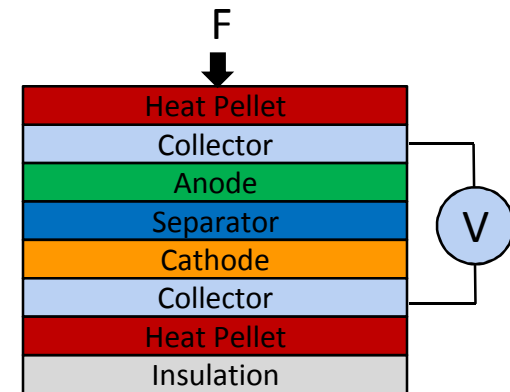 F
Heat Pellet
Collector
Anode
Separator
V
Cathode
Collector
Heat Pellet
Insulation